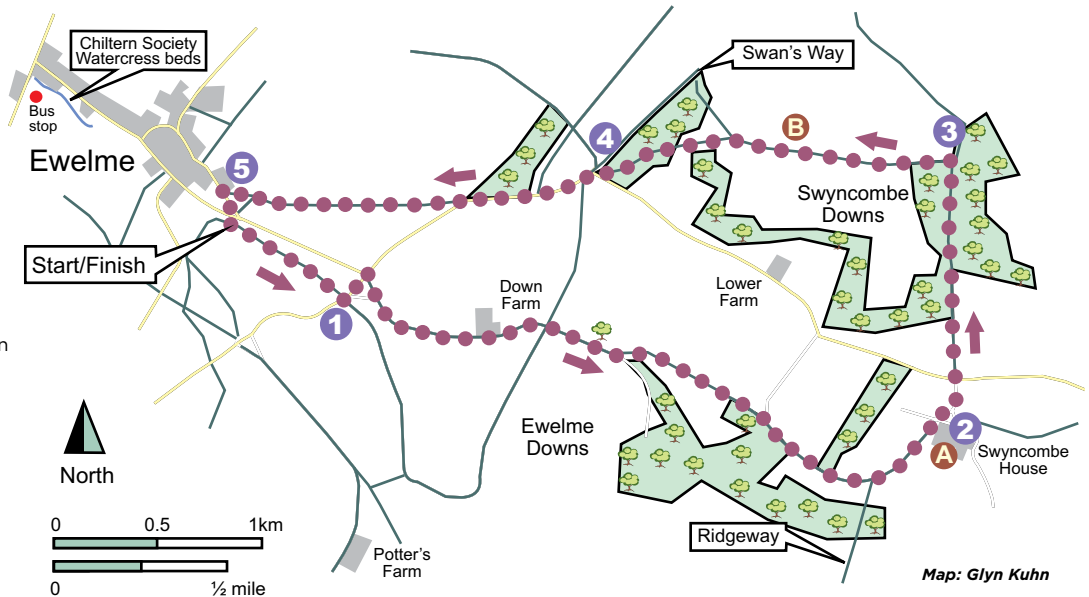 Chiltern Society
Watercress beds
Bus
stop
Ewelme
5
Start/Finish
1
Down
Farm
4
Swan's Way
B
3
Swyncombe
Downs
Lower
Farm
Ewelme
Downs
2
A
Swyncombe
House
Ridgeway
Potter's
Farm
n
North
0 0.5 1km
0 ½ mile
Map: Glyn Kuhn